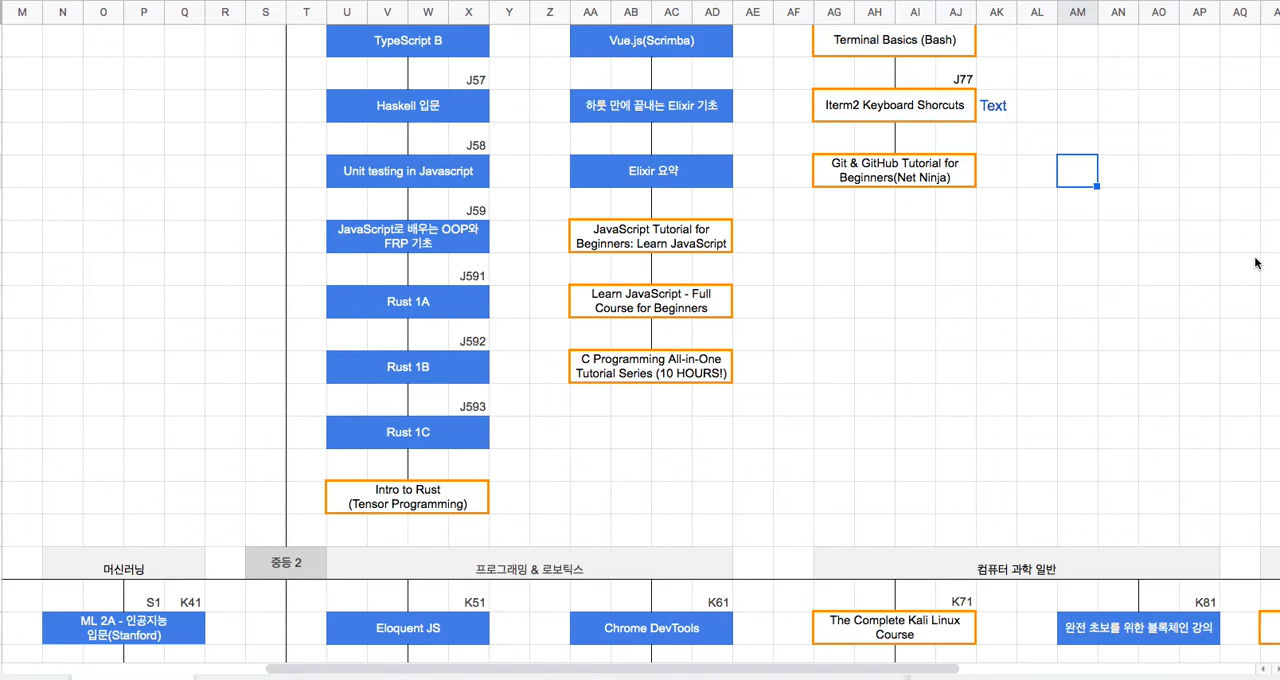 M N O P Q R S T U V W X Y Z AA AB AC AD AE AF AG AH AI AJ AK AL AM AN AO AP AQ
TypeScript B
Vue.js(Scrimba)
Terminal Basics (Bash)
J57
J77
Haskell 입문
하룻 만에 끝내는 Elixir 기초
Iterm2 Keyboard Shorcuts
Text
J58
Unit testing in Javascript
Elixir 요약
Git & GitHub Tutorial for
Beginners(Net Ninja)
J59
JavaScript로 배우는 OOP와
FRP 기초
JavaScript Tutorial for
Beginners: Learn JavaScript
J591
Rust 1A
Learn JavaScript - Full
Course for Beginners
J592
Rust 1B
C Programming All-in-One
Tutorial Series (10 HOURS!)
J593
Rust 1C
Intro to Rust
(Tensor Programming)
머신러닝
중등 2
프로그래밍 & 로보틱스
컴퓨터 과학 일반
S1
K41
K51
K61
K71
K81
ML 2A - 인공지능
입문(Stanford)
Eloquent JS
Chrome DevTools
The Complete Kali Linux
Course
완전 초보를 위한 블록체인 강의